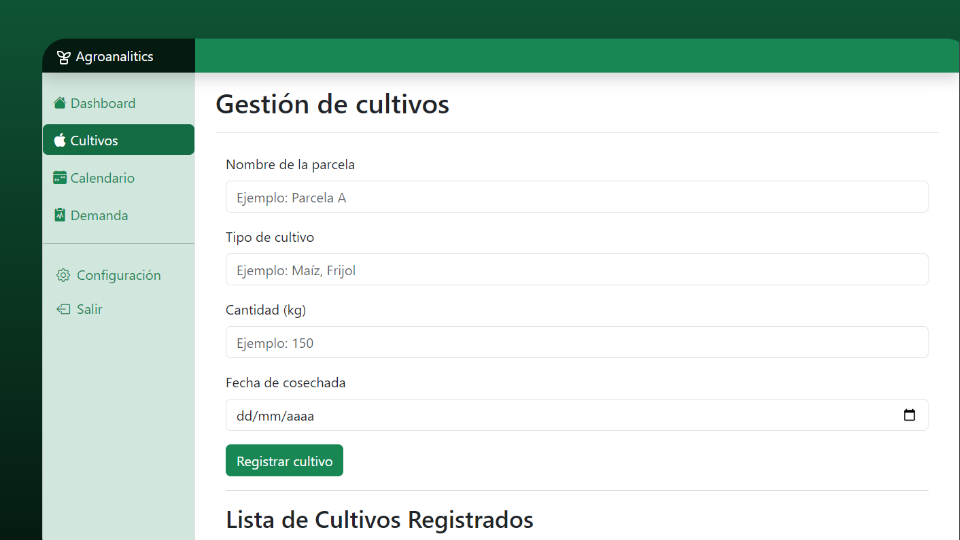 Agroanalitics
Dashboard
Cultivos
Calendario
Demanda
Configuración
Salir
Gestión de cultivos
Nombre de la parcela
Ejemplo: Parcela A
Tipo de cultivo
Ejemplo: Maíz, Frijol
Cantidad (kg)
Ejemplo: 150
Fecha de cosechada
dd/mm/aaaa
Registrar cultivo
Lista de Cultivos Registrados